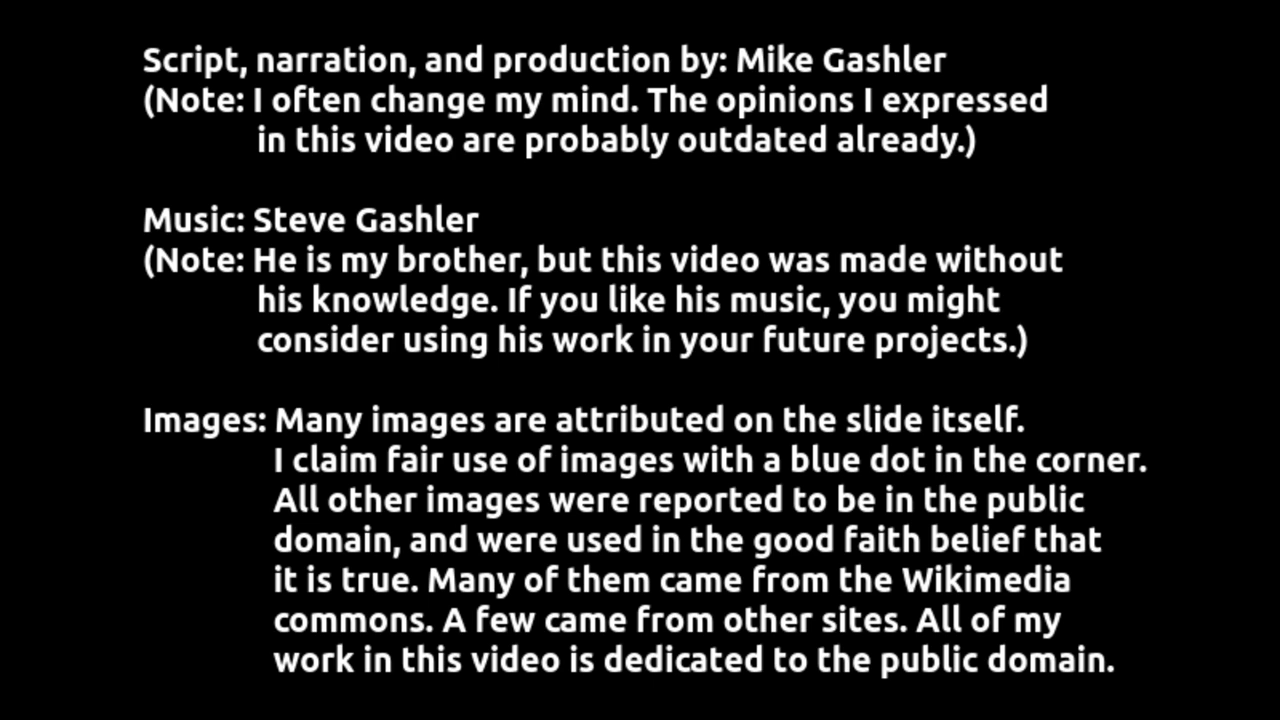 Script, narration, and production by: Mike Gashler
(Note: I often change my mind. The opinions I expressed
in this video are probably outdated already.)
Music: Steve Gashler
(Note: He is my brother, but this video was made without
his knowledge. If you like his music, you might
consider using his work in your future projects.)
Images: Many images are attributed on the slide itself.
I claim fair use of images with a blue dot in the corner.
All other images were reported to be in the public
domain, and were used in the good faith belief that
it is true. Many of them came from the Wikimedia
commons. A few came from other sites. All of my
work in this video is dedicated to the public domain.